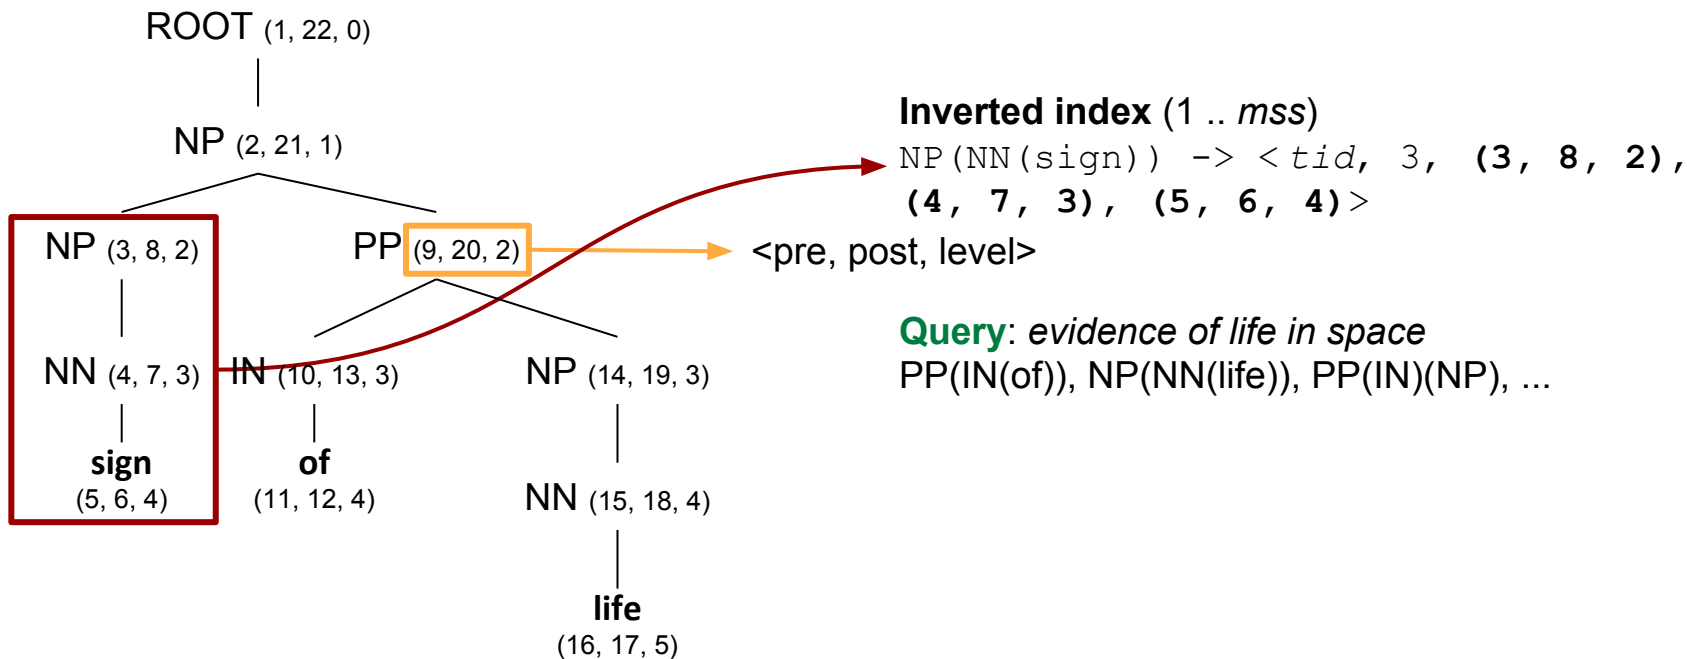 ROOT (1, 22, 0)
NP (2, 21, 1)
NP (3, 8, 2)
PP (9, 20, 2)
NN (4, 7, 3)
IN (10, 13, 3)
NP (14, 19, 3)
sign
(5, 6, 4)
of
(11, 12, 4)
NN (15, 18, 4)
life
(16, 17, 5)
Inverted index (1 .. mss)
NP(NN(sign)) -> <tid, 3, (3, 8, 2),
(4, 7, 3), (5, 6, 4)>
<pre, post, level>
Query: evidence of life in space
PP(IN(of)), NP(NN(life)), PP(IN)(NP), ...